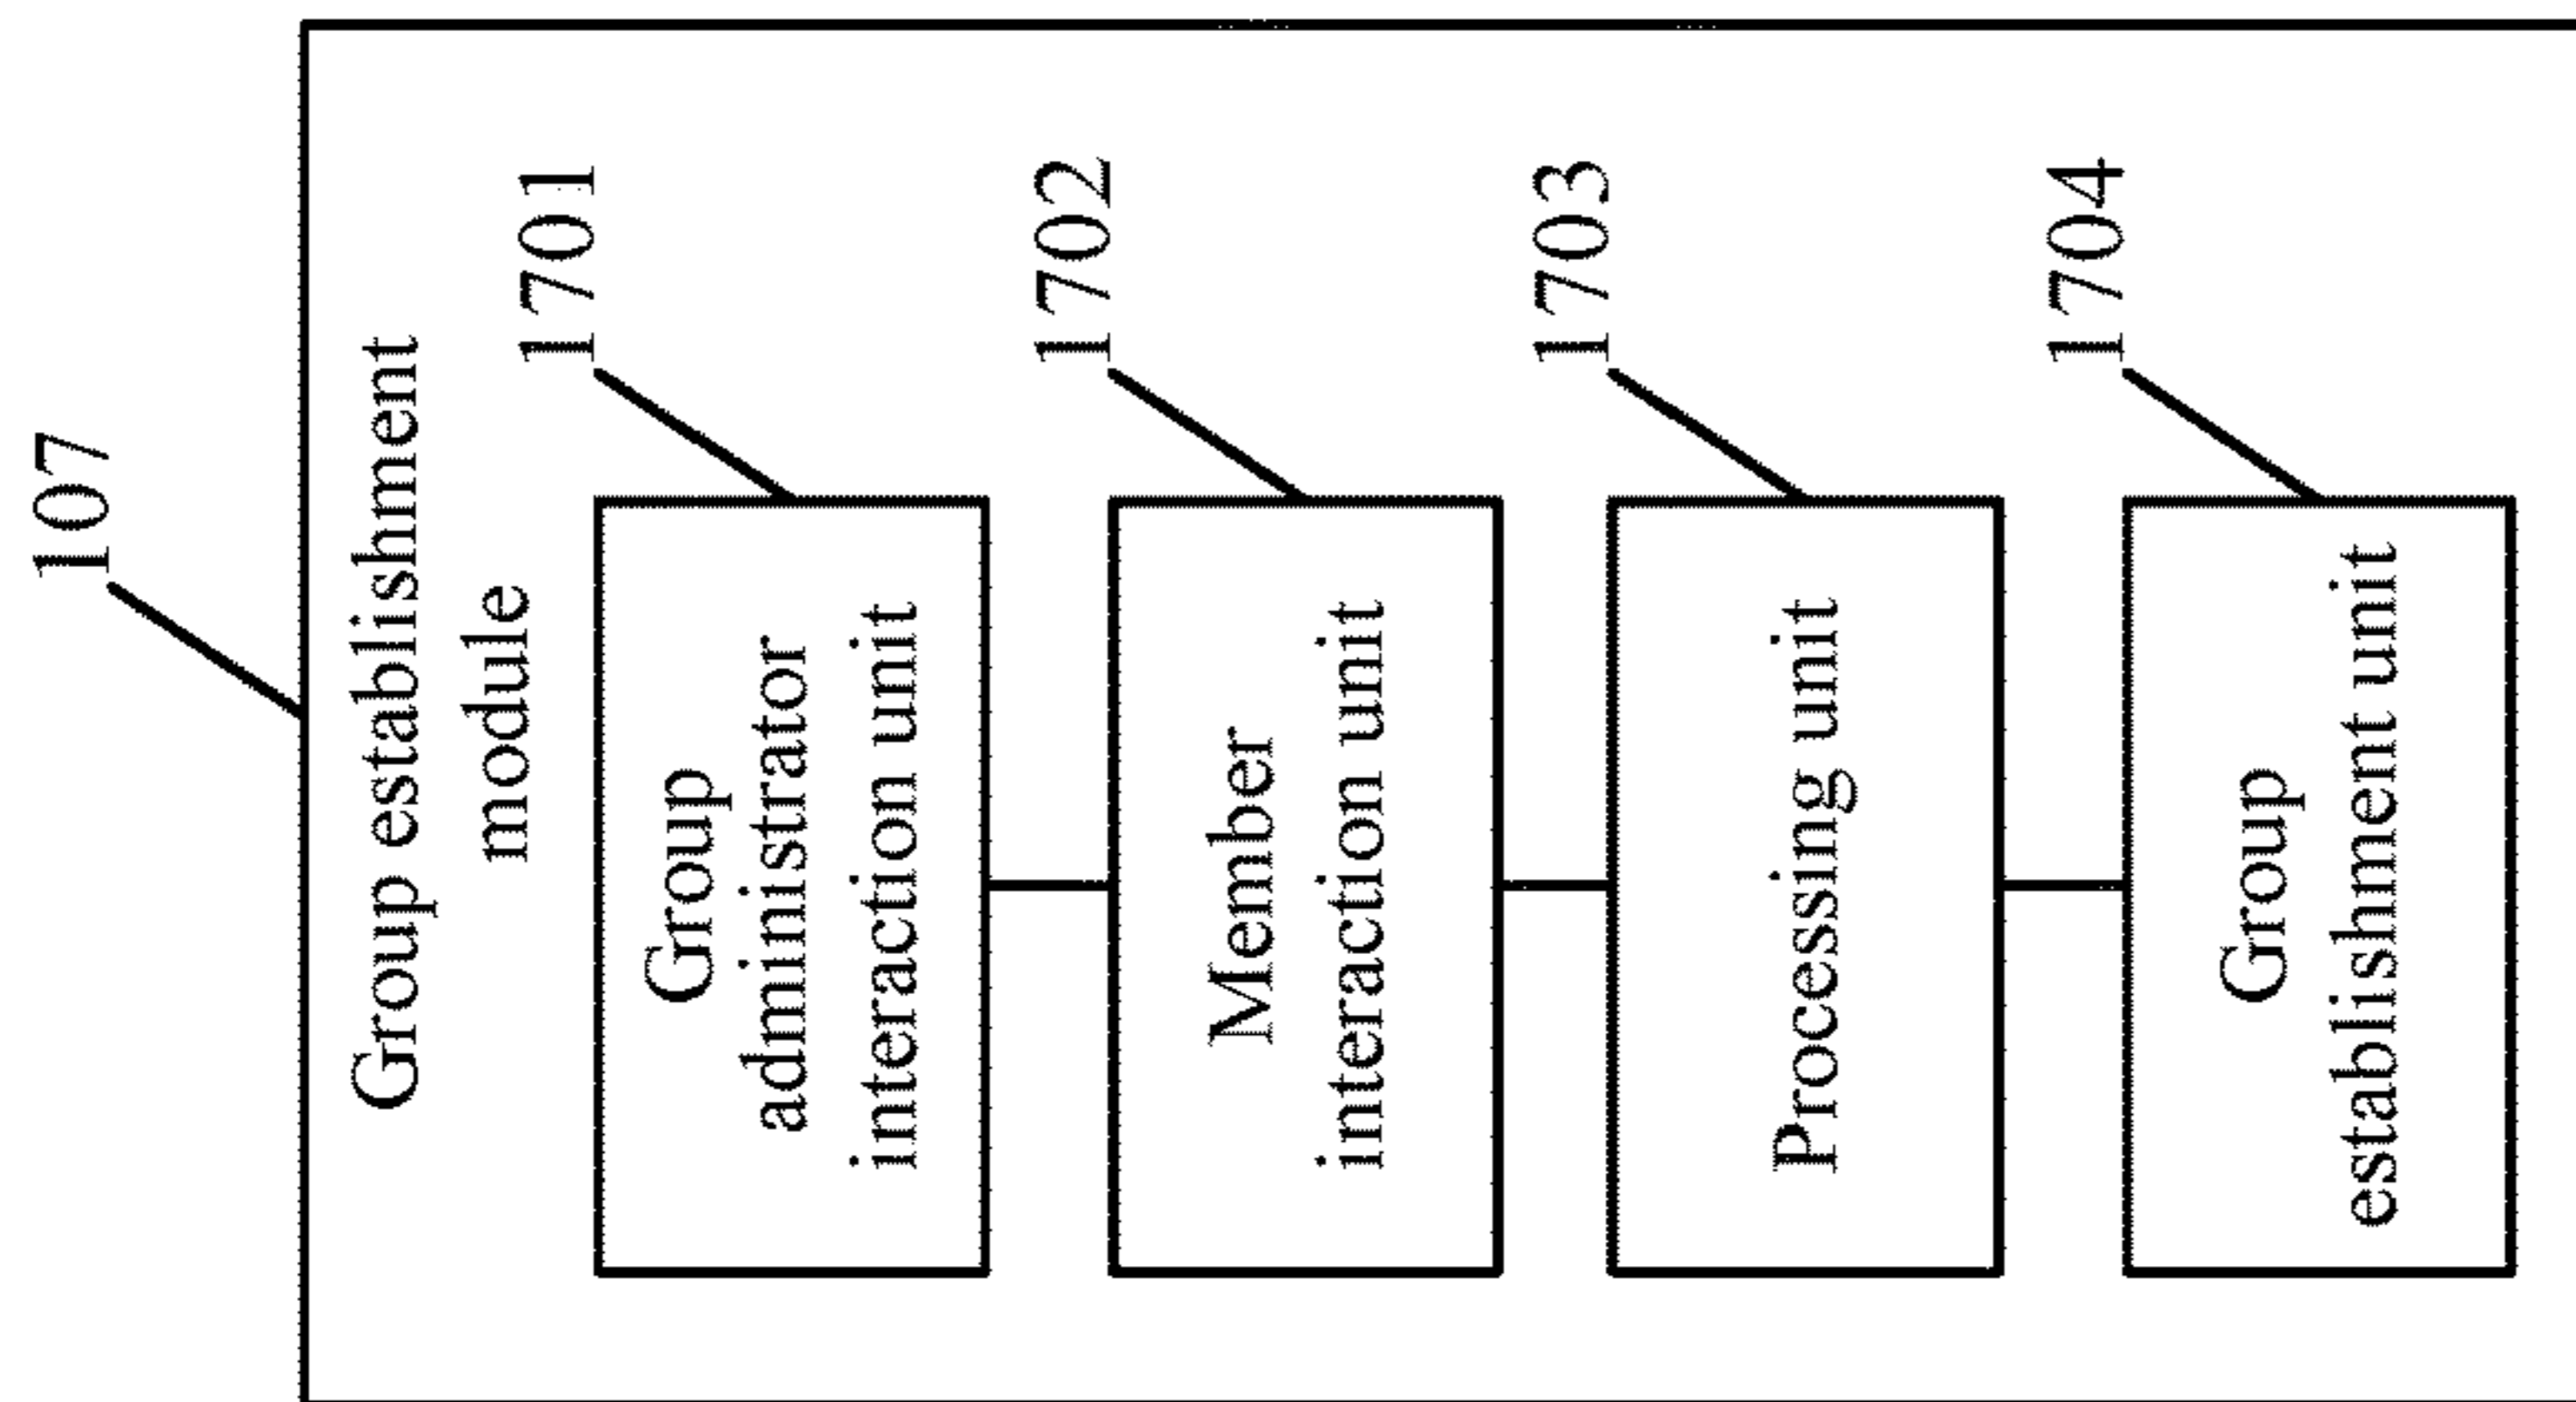 107
Group establishment
module
1701
Group
administrator
interaction unit
1702
Member
interaction unit
1703
Processing unit
1704
Group
establishment unit